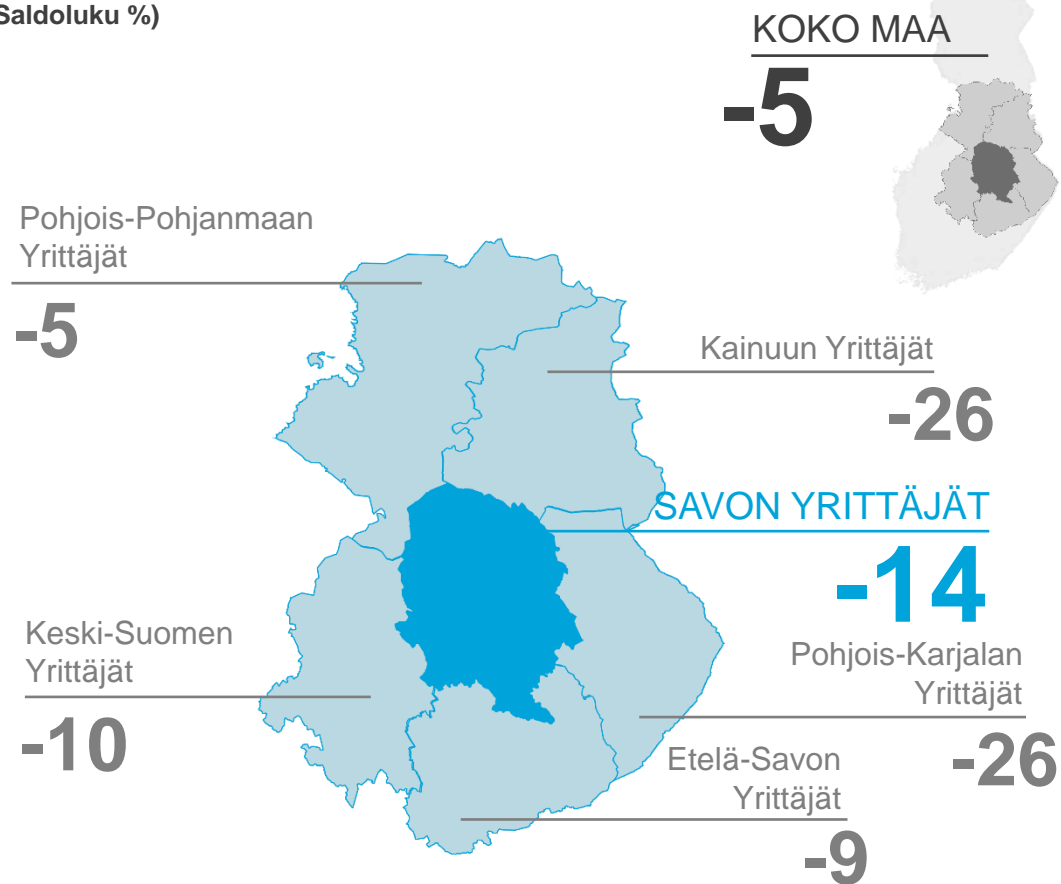 Saldoluku %)
KOKO MAA
-5
Pohjois-Pohjanmaan
Yrittäjät
-5
Kainuun Yrittäjät
-26
SAVON YRITTÄJÄT
-14
Keski-Suomen
Yrittäjät
-10
Pohjois-Karjalan
Yrittäjät
-26
Etelä-Savon
Yrittäjät
-9